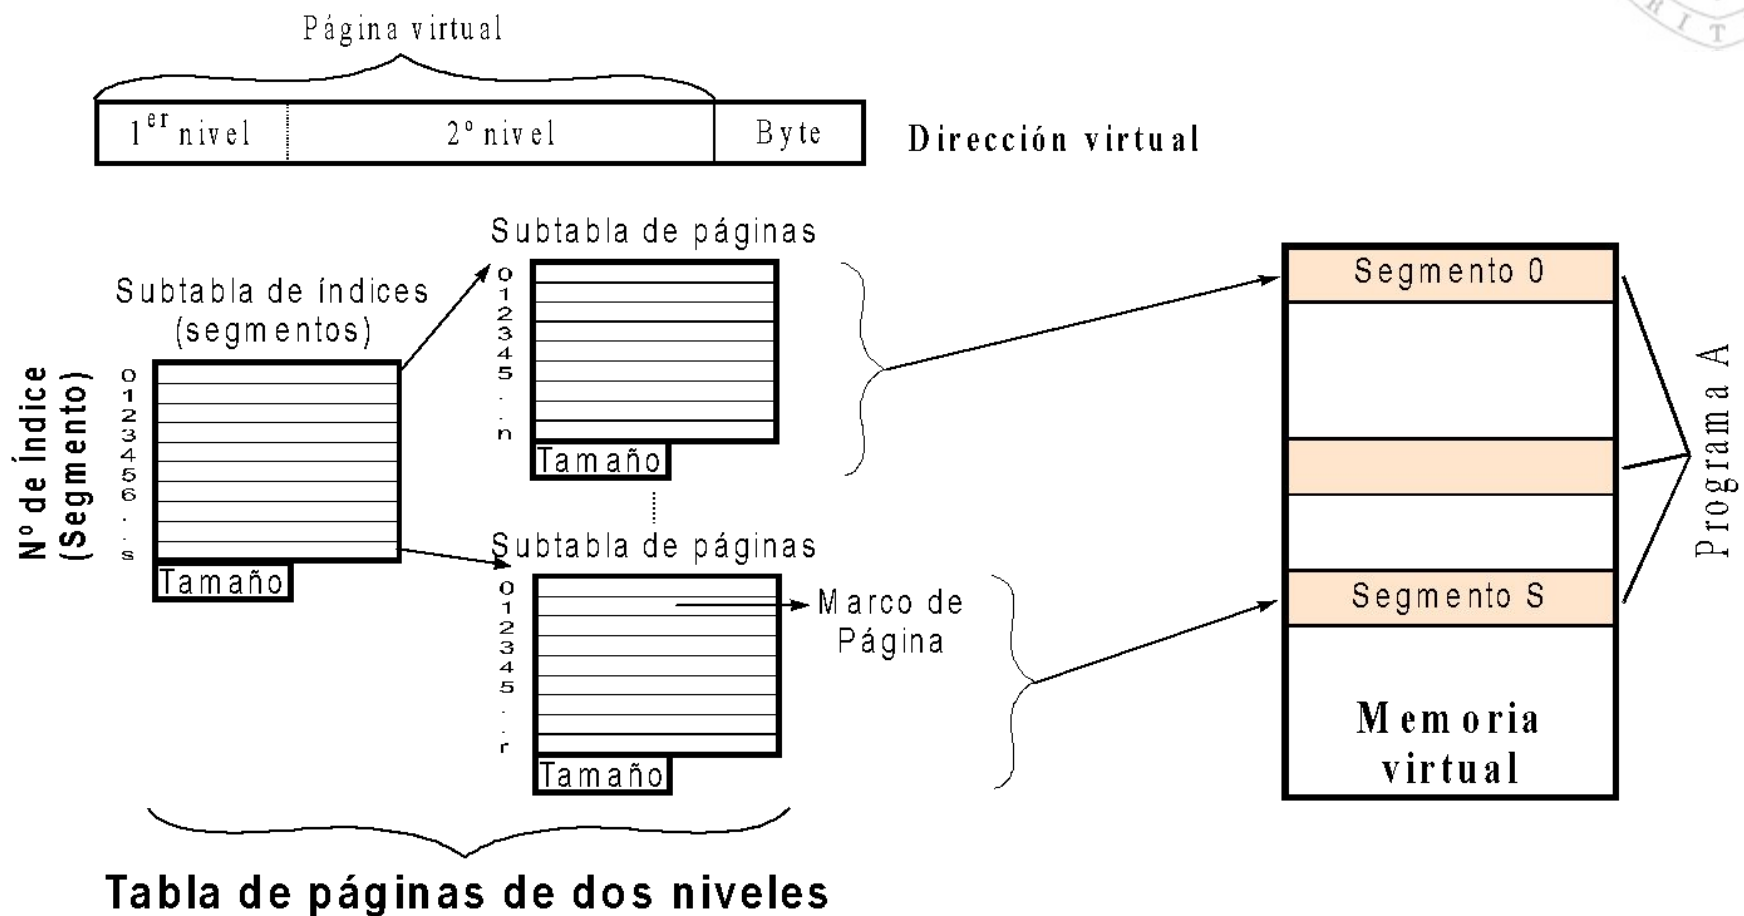 Página virtual
1er nivel
2º nivel
Byte
Dirección virtual
Subtabla de páginas
Subtabla de índices
(segmentos)
Nº de Índice
(Segmento)
0
1
2
3
4
5
6
.
.
s
Tamaño
0
1
2
3
4
5
.
.
n
Tamaño
Subtabla de páginas
0
1
2
3
4
5
.
.
r
Tamaño
Marco de
Página
Segmento 0
Segmento S
Memoria
virtual
Programa A
Tabla de páginas de dos niveles
R I T